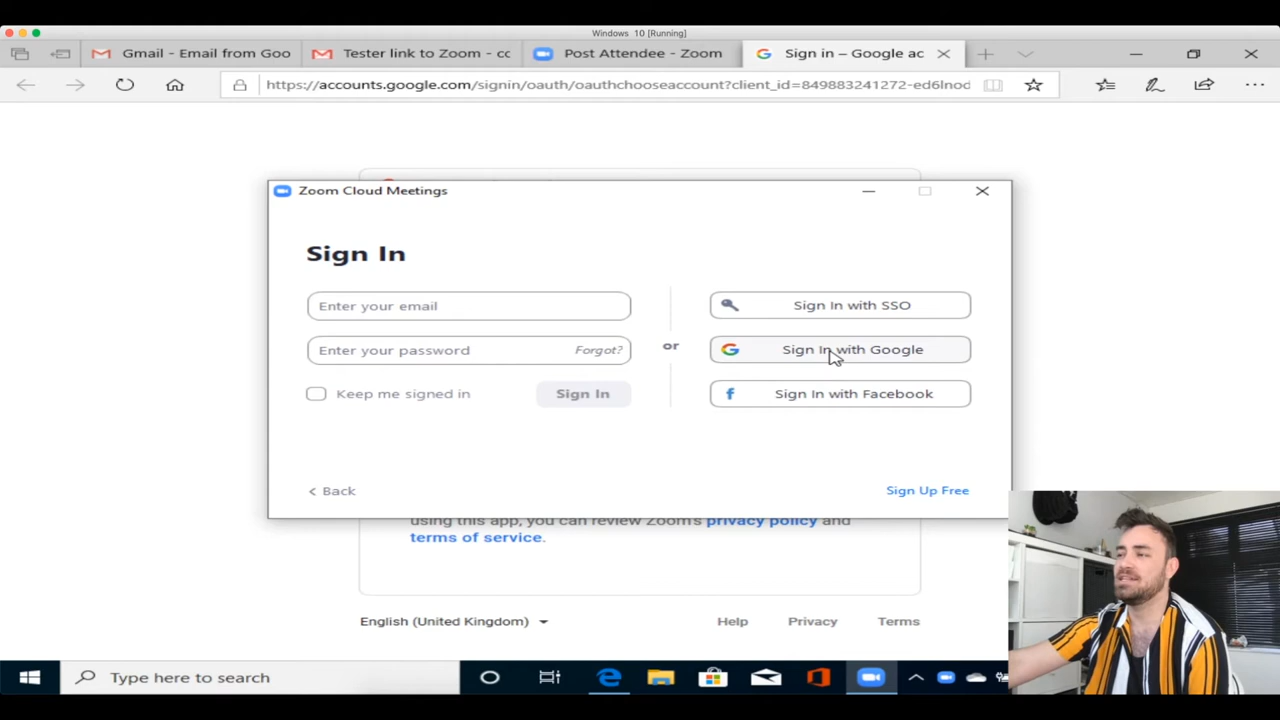 Windows 10 [Running]
Gmail - Email from Goo
Tester link to Zoom - cc
Post Attendee - Zoom
Sign in – Google ac
https://accounts.google.com/signin/oauth/oauthchooseaccount?client_id=849883241272-ed6lnod
Zoom Cloud Meetings
Sign In
Enter your email
Sign In with SSO
Enter your password
Forgot?
or
Sign In with Google
Keep me signed in
Sign In
Sign In with Facebook
< Back
Sign Up Free
using this app, you can review Zoom's privacy policy and
terms of service.
English (United Kingdom)
Help
Privacy
Terms
Type here to search